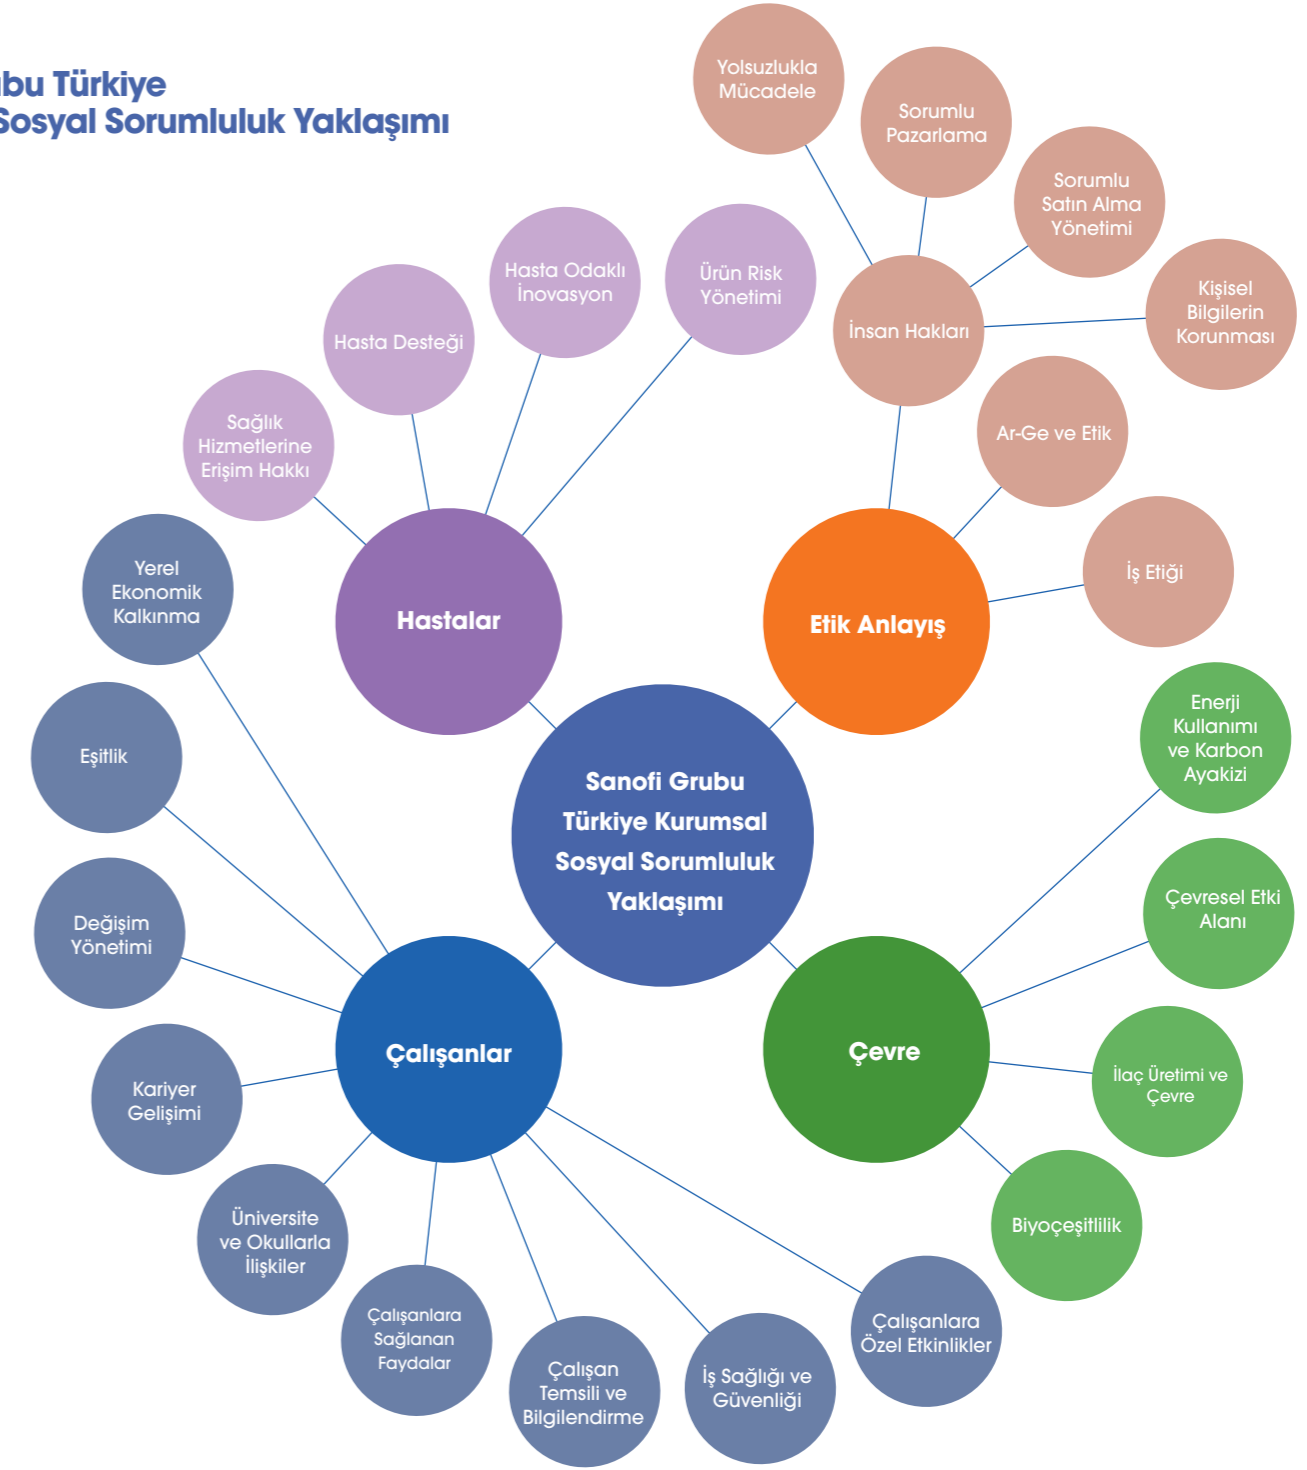 Türkiye
Sosyal Sorumluluk Yaklaşımı
Yolsuzlukla
Mücadele
Sorumlu
Pazarlama
Sorumlu
Satın Alma
Yönetimi
Kişisel
Bilgilerin
Korunması
İnsan Hakları
Ar-Ge ve Etik
İş Etiği
Ürün Risk
Yönetimi
Hasta Odaklı
İnovasyon
Hasta Desteği
Sağlık
Hizmetlerine
Erişim Hakkı
Hastalar
Etik Anlayış
Sanofi Grubu
Türkiye Kurumsal
Sosyal Sorumluluk
Yaklaşımı
Yerel
Ekonomik
Kalkınma
Eşitlik
Değişim
Yönetimi
Kariyer
Gelişimi
Üniversite
ve Okullarla
İlişkiler
Çalışanlara
Sağlanan
Faydalar
Çalışan
Temsili ve
Bilgilendirme
İş Sağlığı ve
Güvenliği
Çalışanlara
Özel Etkinlikler
Çalışanlar
Çevre
Enerji
Kullanımı
ve Karbon
Ayakizi
Çevresel Etki
Alanı
İlaç Üretimi ve
Çevre
Biyoçeşitlilik